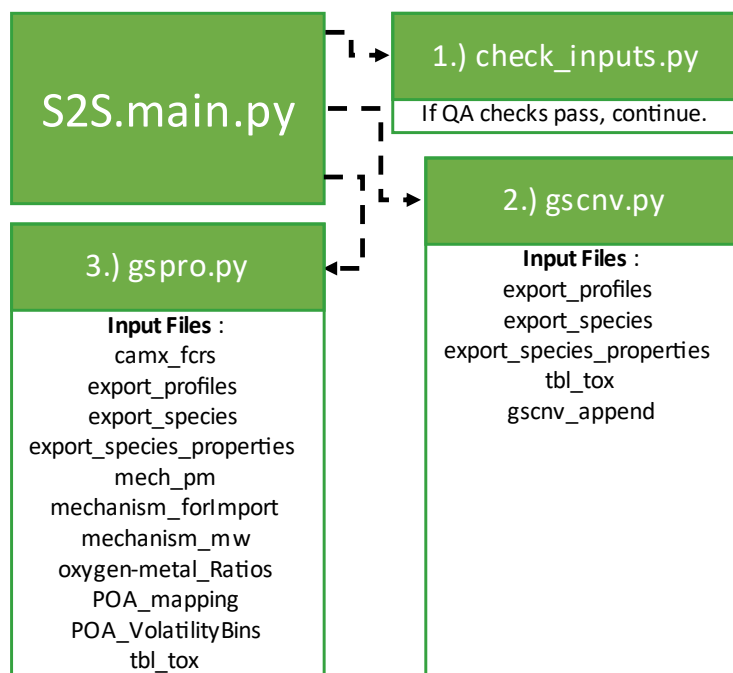 S2S.main.py
1.) check_inputs.py
If QA checks pass, continue.
2.) gscnv.py
Input Files :
export_profiles
export_species
export_species_properties
tbl_tox
gscnv_append
3.) gspro.py
Input Files :
camx_fcrs
export_profiles
export_species
export_species_properties
mech_pm
mechanism_forImport
mechanism_mw
oxygen-metal_Ratios
POA_mapping
POA_VolatilityBins
tbl_tox